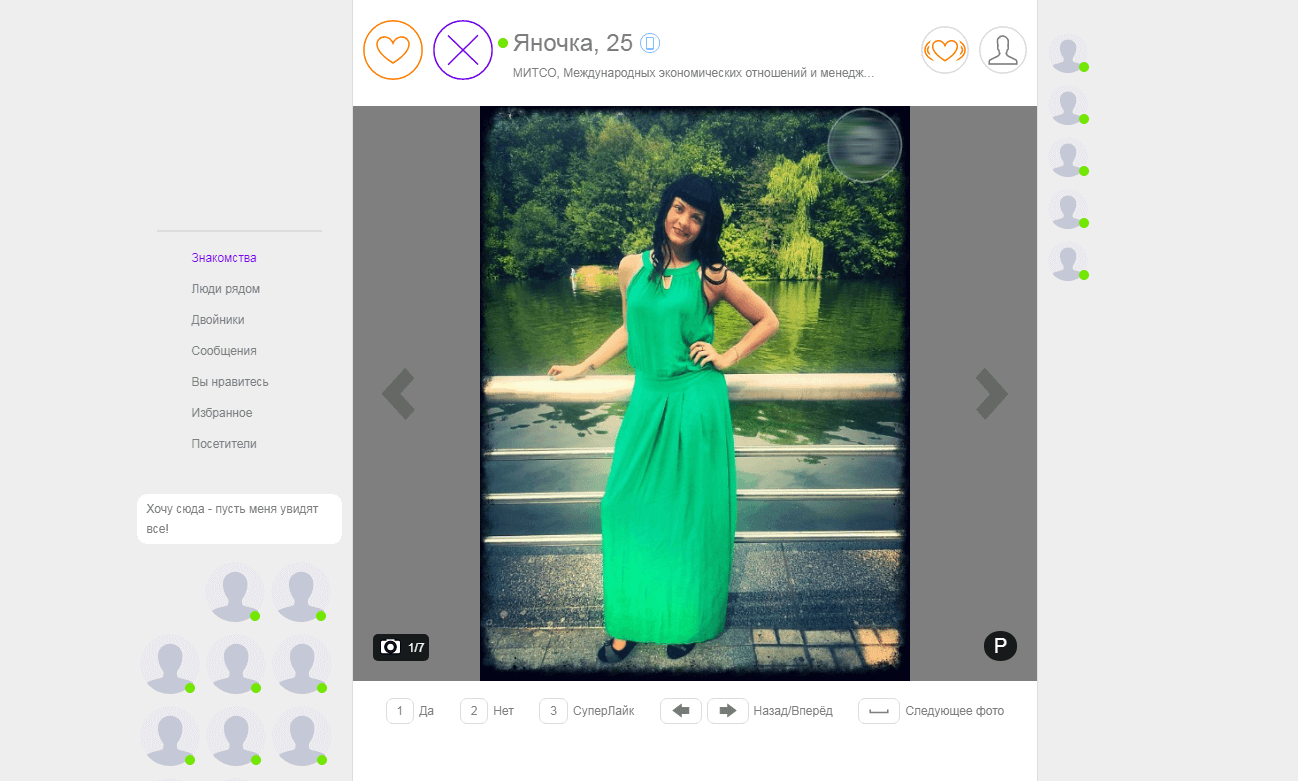 Яночка, 25
МИТСО, Международных экономических отношений и менедж...
Знакомства
Люди рядом
Двойники
Сообщения
Вы нравитесь
Избранное
Посетители
Хочу сюда - пусть меня увидят
все!
1/7
P
1 Да 2 Нет 3 СуперЛайк Назад/Вперёд Следующее фото